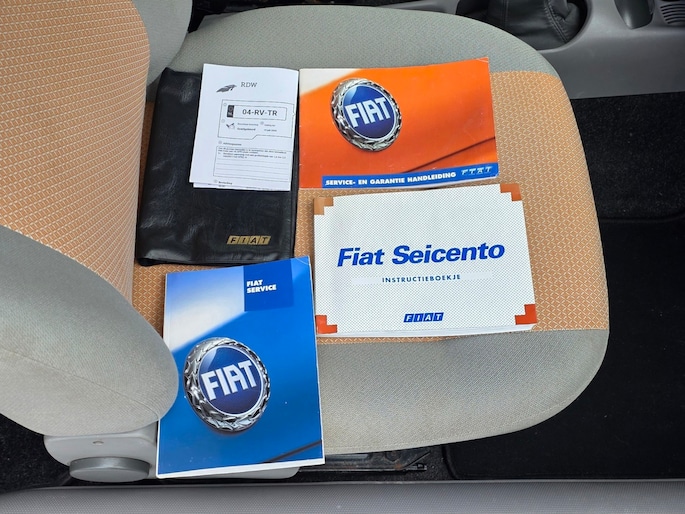 RDW
04-RV-TR
FIAT
FIAT
SERVICE- EN GARANTIE HANDLEIDING FIAT
Fiat Seicento
INSTRUCTIEBOEKJE
FIAT
FIAT
SERVICE
FIAT